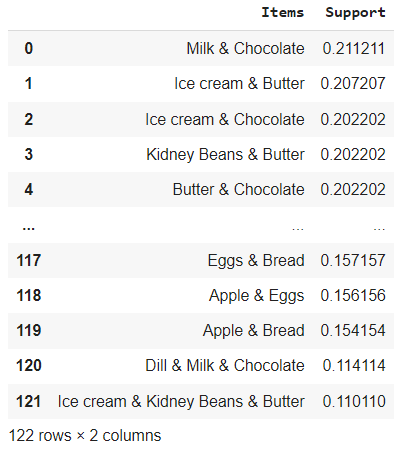 Items Support
0 Milk & Chocolate 0.211211
1 Ice cream & Butter 0.207207
2 Ice cream & Chocolate 0.202202
3 Kidney Beans & Butter 0.202202
4 Butter & Chocolate 0.202202
... ... ...
117 Eggs & Bread 0.157157
118 Apple & Eggs 0.156156
119 Apple & Bread 0.154154
120 Dill & Milk & Chocolate 0.114114
121 Ice cream & Kidney Beans & Butter 0.110110
122 rows × 2 columns